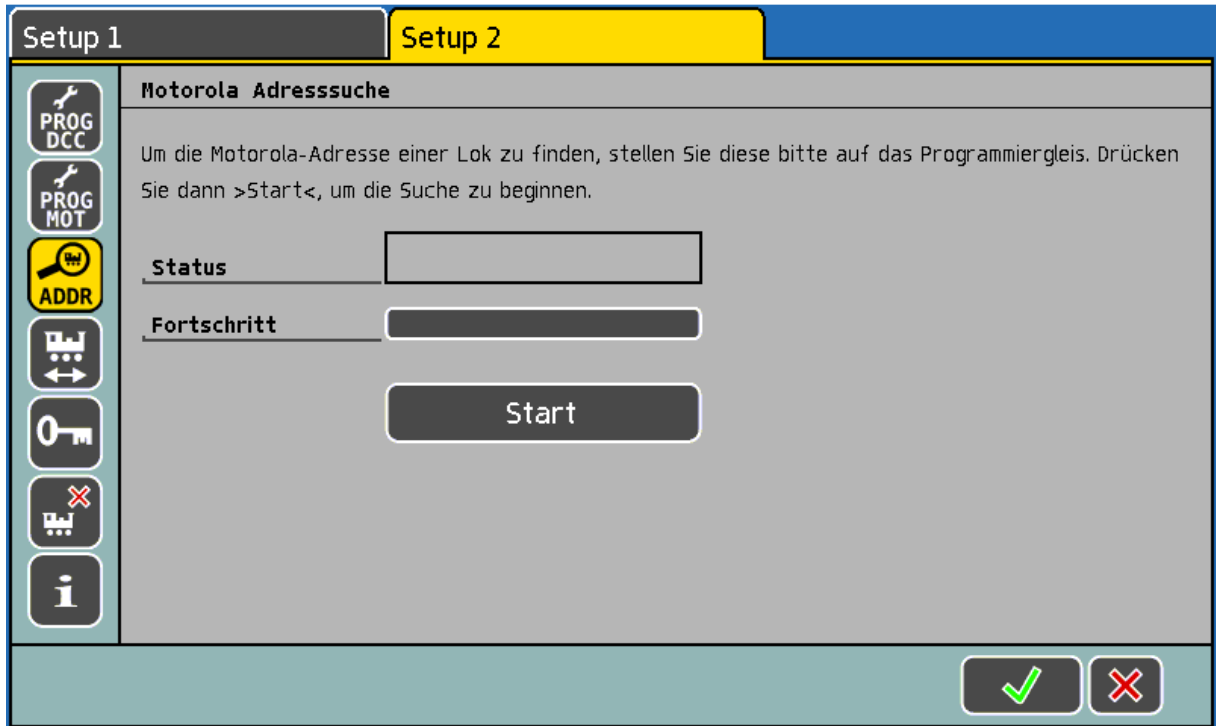 Setup 1
Setup 2
Motorola Adresssuche
PROG
DCC
Um die Motorola-Adresse einer Lok zu finden, stellen Sie diese bitte auf das Programmiergleis. Drücken
Sie dann >Start<, um die Suche zu beginnen.
PROG
MOT
ADDR
Status
Fortschritt
Start
i